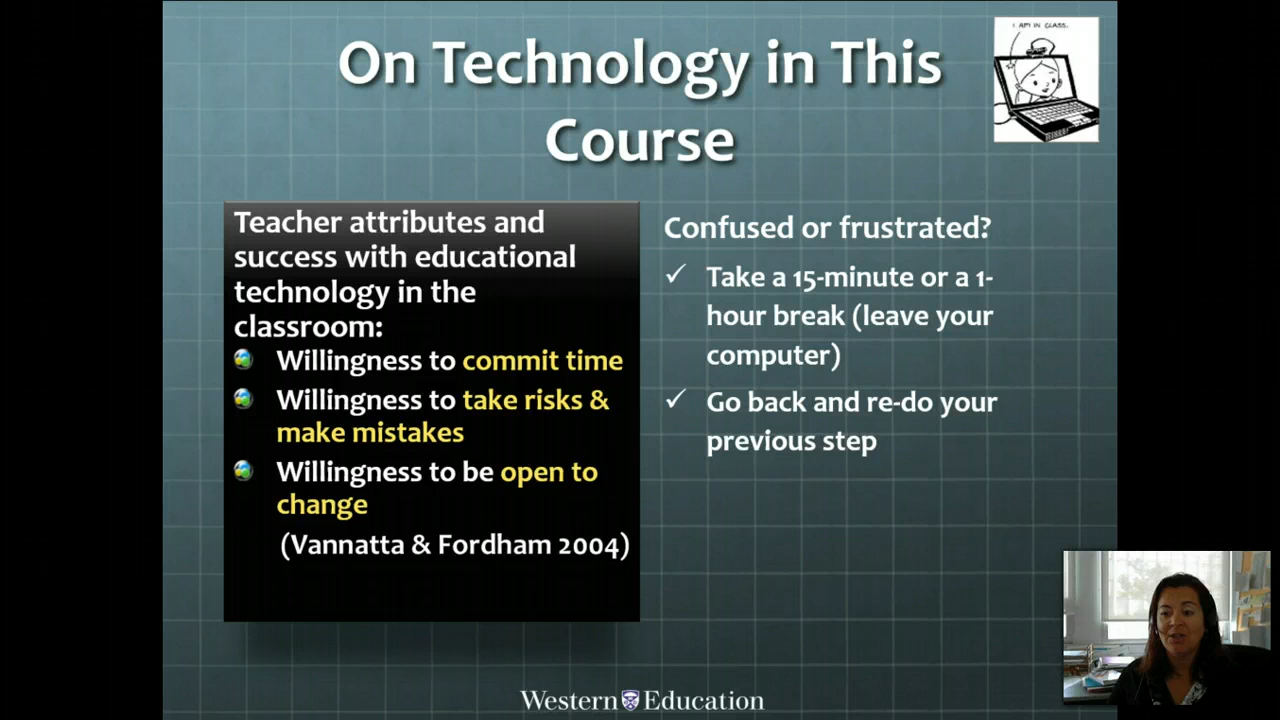 I AM IN CLASS.
On Technology in This
Course
Teacher attributes and
success with educational
technology in the
classroom:
Willingness to commit time
Willingness to take risks &
make mistakes
Willingness to be open to
change
(Vannatta & Fordham 2004)
Confused or frustrated?
Take a 15-minute or a 1-
hour break (leave your
computer)
Go back and re-do your
previous step
Western Education